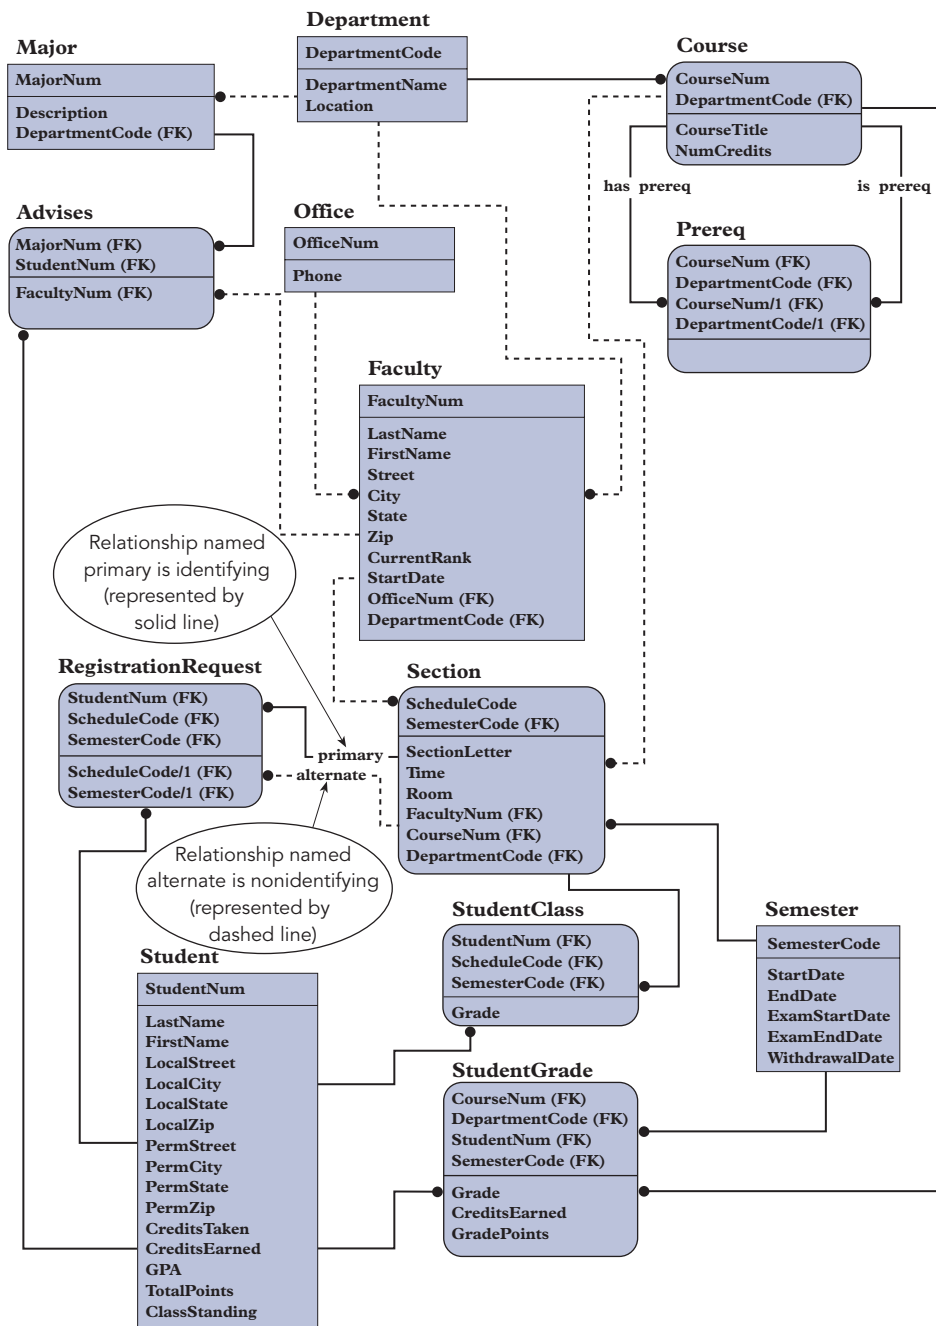 Department
DepartmentCode
DepartmentName
Location
Major
MajorNum
Description
DepartmentCode (FK)
Course
CourseNum
DepartmentCode (FK)
CourseTitle
NumCredits
has prereq
is prereq
Advises
MajorNum (FK)
StudentNum (FK)
FacultyNum (FK)
Office
OfficeNum
Phone
Prereq
CourseNum (FK)
DepartmentCode (FK)
CourseNum/1 (FK)
DepartmentCode/1 (FK)
Faculty
FacultyNum
LastName
FirstName
Street
City
State
Zip
CurrentRank
StartDate
OfficeNum (FK)
DepartmentCode (FK)
Relationship named
primary is identifying
(represented by
solid line)
RegistrationRequest
StudentNum (FK)
ScheduleCode (FK)
SemesterCode (FK)
ScheduleCode/1 (FK)
SemesterCode/1 (FK)
primary
alternate
Section
ScheduleCode
SemesterCode (FK)
SectionLetter
Time
Room
FacultyNum (FK)
CourseNum (FK)
DepartmentCode (FK)
Relationship named
alternate is nonidentifying
(represented by
dashed line)
StudentClass
StudentNum (FK)
ScheduleCode (FK)
SemesterCode (FK)
Grade
Semester
SemesterCode
StartDate
EndDate
ExamStartDate
ExamEndDate
WithdrawalDate
Student
StudentNum
LastName
FirstName
LocalStreet
LocalCity
LocalState
LocalZip
PermStreet
PermCity
PermState
PermZip
CreditsTaken
CreditsEarned
GPA
TotalPoints
ClassStanding
StudentGrade
CourseNum (FK)
DepartmentCode (FK)
StudentNum (FK)
SemesterCode (FK)
Grade
CreditsEarned
GradePoints